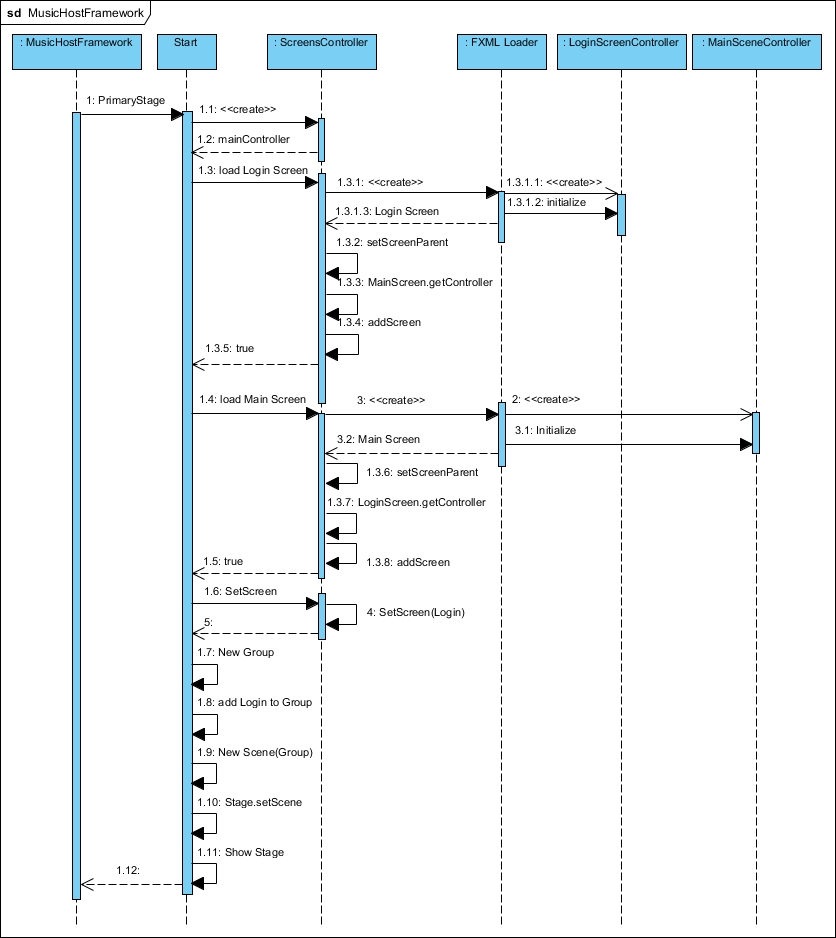 sd MusicHostFramework
: MusicHostFramework
Start
: ScreensController
: FXML Loader
: LoginScreenController
: MainSceneController
1: PrimaryStage
1.1: <<create>>
1.2: mainController
1.3: load Login Screen
1.3.1: <<create>>
1.3.1.1: <<create>>
1.3.1.2: initialize
1.3.1.3: Login Screen
1.3.2: setScreenParent
1.3.3: MainScreen.getController
1.3.4: addScreen
1.3.5: true
1.4: load Main Screen
3: <<create>>
2: <<create>>
3.1: Initialize
3.2: Main Screen
1.3.6: setScreenParent
1.3.7: LoginScreen.getController
1.3.8: addScreen
1.5: true
1.6: SetScreen
4: SetScreen(Login)
5:
1.7: New Group
1.8: add Login to Group
1.9: New Scene(Group)
1.10: Stage.setScene
1.11: Show Stage
1.12: